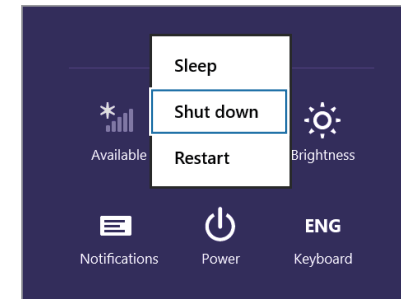 Sleep
Shut down
Restart
Available
Brightness
Notifications
Power
ENG
Keyboard